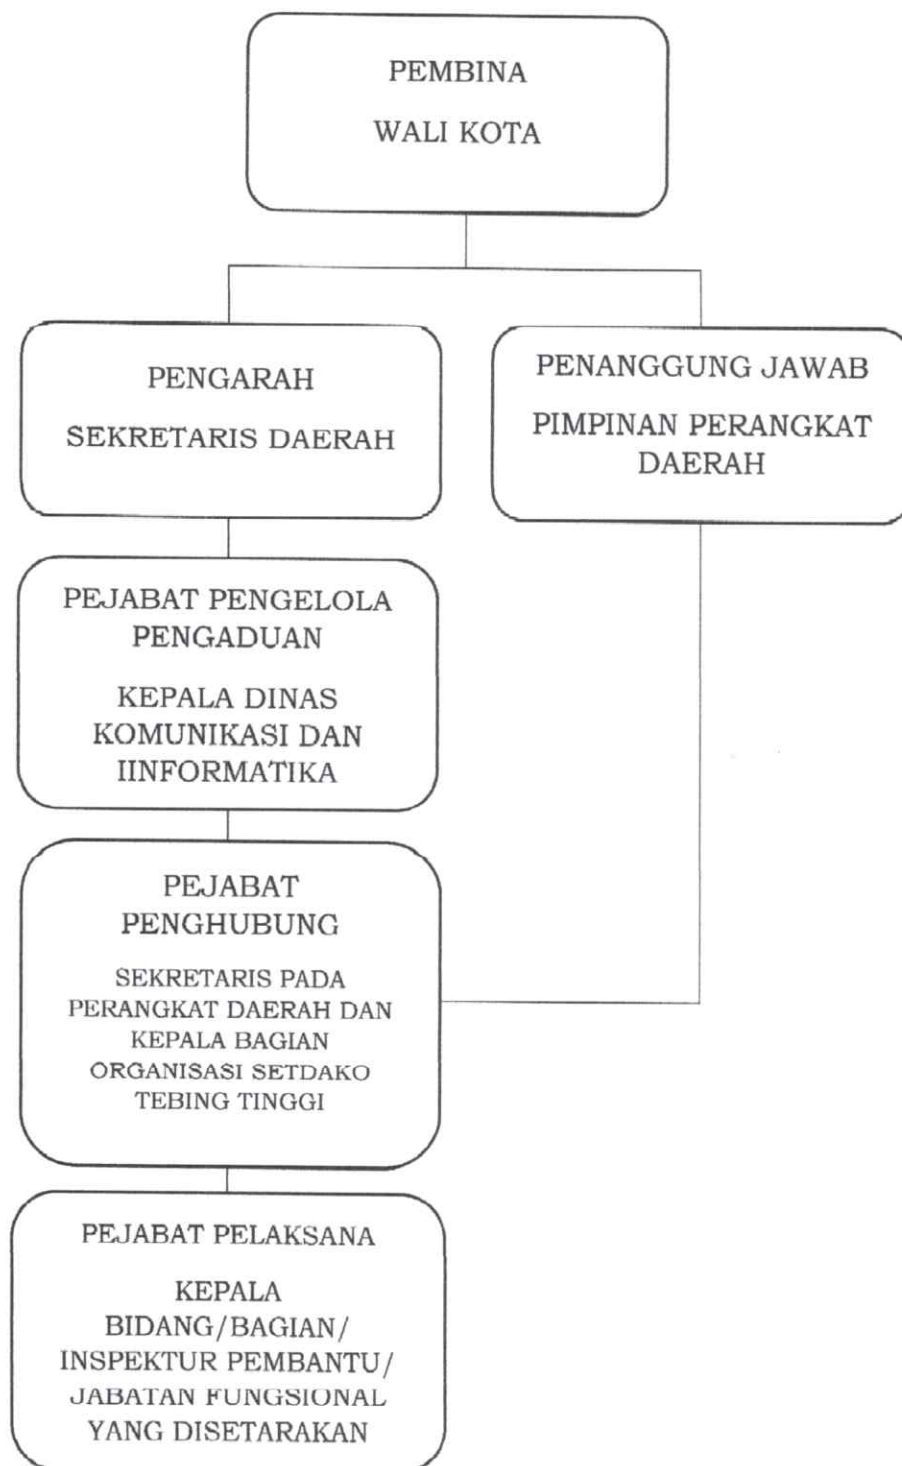 PEMBINA
WALI KOTA
PENGARAH
SEKRETARIS DAERAH
PENANGGUNG JAWAB
PIMPINAN PERANGKAT
DAERAH
PEJABAT PENGELOLA
PENGADUAN
KEPALA DINAS
KOMUNIKASI DAN
IINFORMATIKA
PEJABAT
PENGHUBUNG
SEKRETARIS PADA
PERANGKAT DAERAH DAN
KEPALA BAGIAN
ORGANISASI SETDAKO
TEBING TINGGI
PEJABAT PELAKSANA
KEPALA
BIDANG/BAGIAN/
INSPEKTUR PEMBANTU/
JABATAN FUNGSIONAL
YANG DISETARAKAN